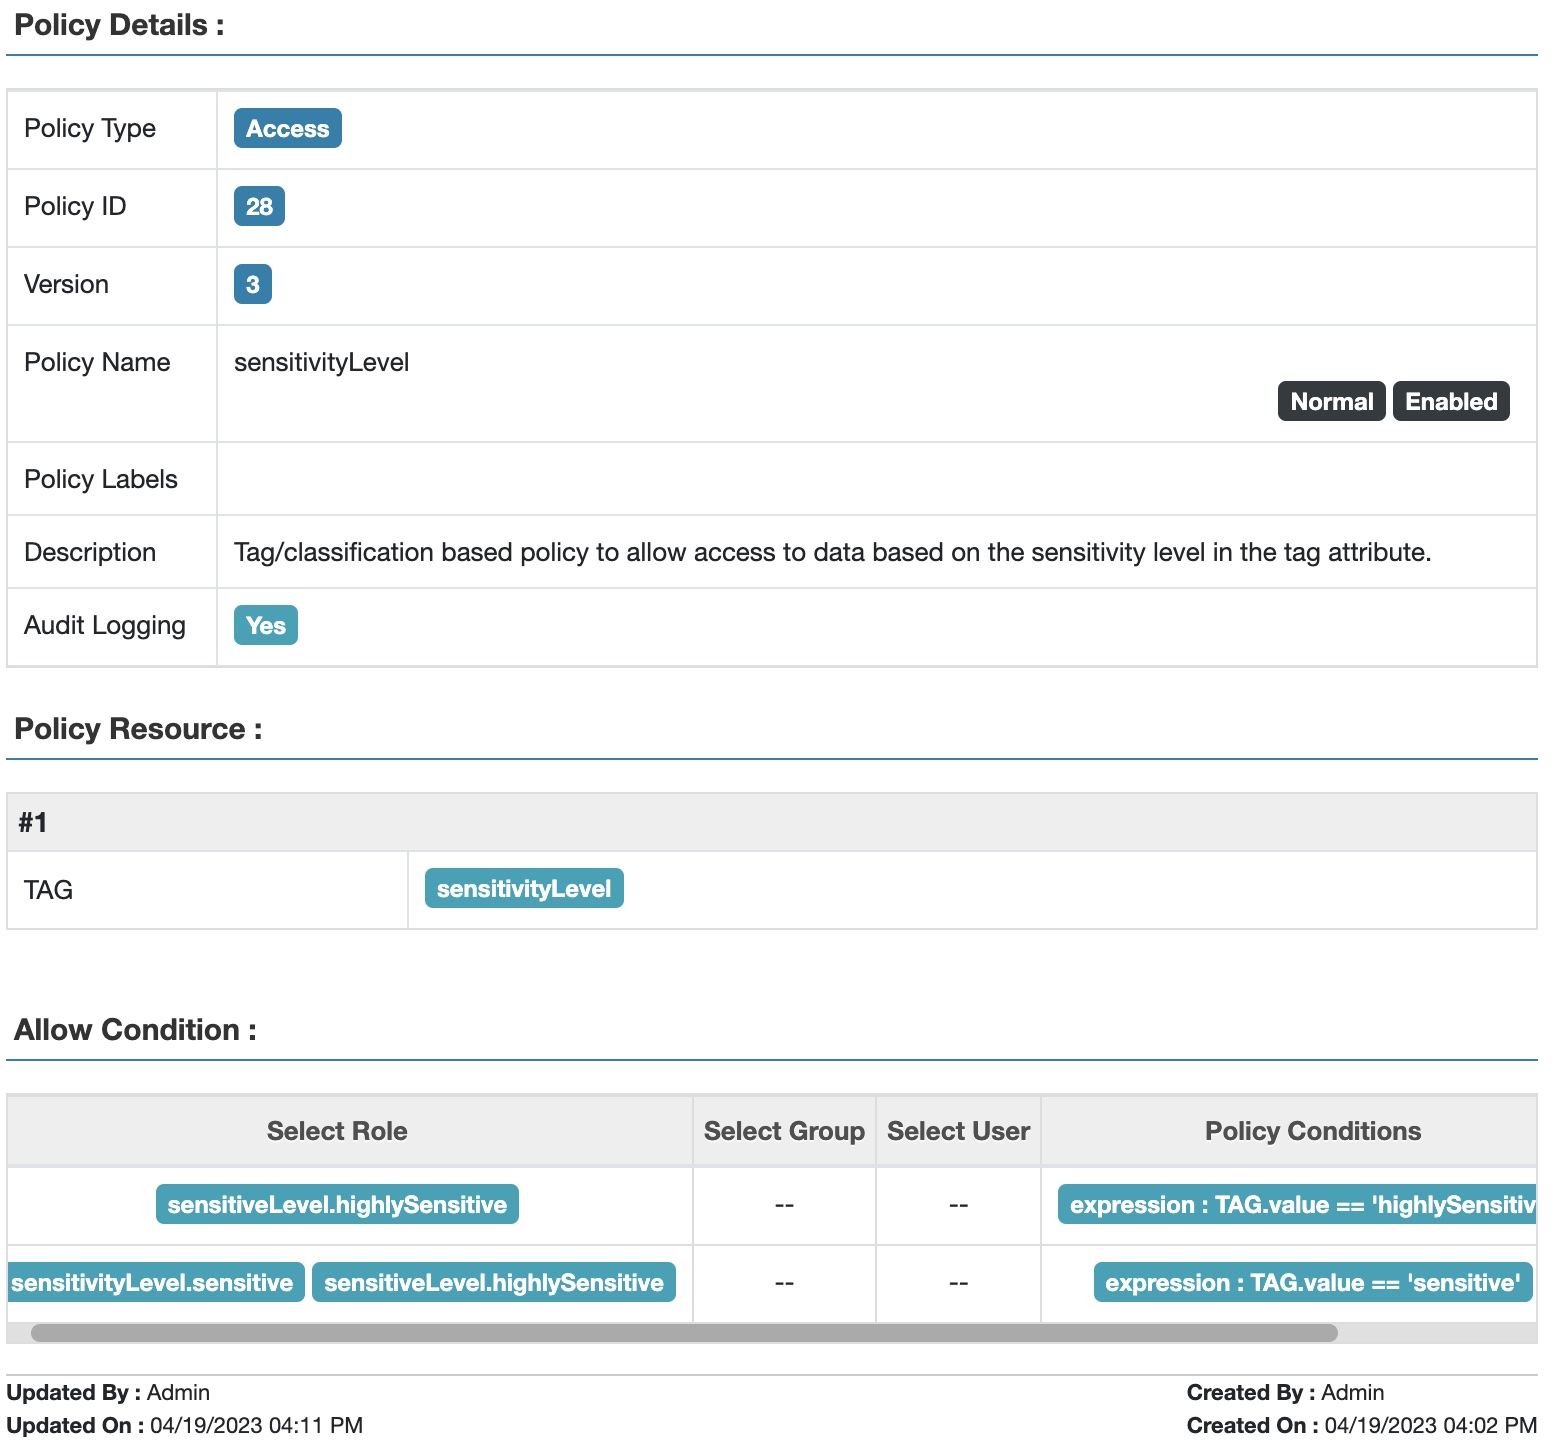 Policy Details :
Policy Type Access
Policy ID 28
Version 3
Policy Name sensitivityLevel
Normal Enabled
Policy Labels
Description Tag/classification based policy to allow access to data based on the sensitivity level in the tag attribute.
Audit Logging Yes
Policy Resource :
#1
TAG sensitivityLevel
Allow Condition :
Select Role Select Group Select User Policy Conditions
sensitiveLevel.highlySensitive -- -- expression : TAG.value == 'highlySensitiv
sensitivityLevel.sensitive sensitiveLevel.highlySensitive -- -- expression : TAG.value == 'sensitive'
Updated By : Admin Created By : Admin
Updated On : 04/19/2023 04:11 PM Created On : 04/19/2023 04:02 PM